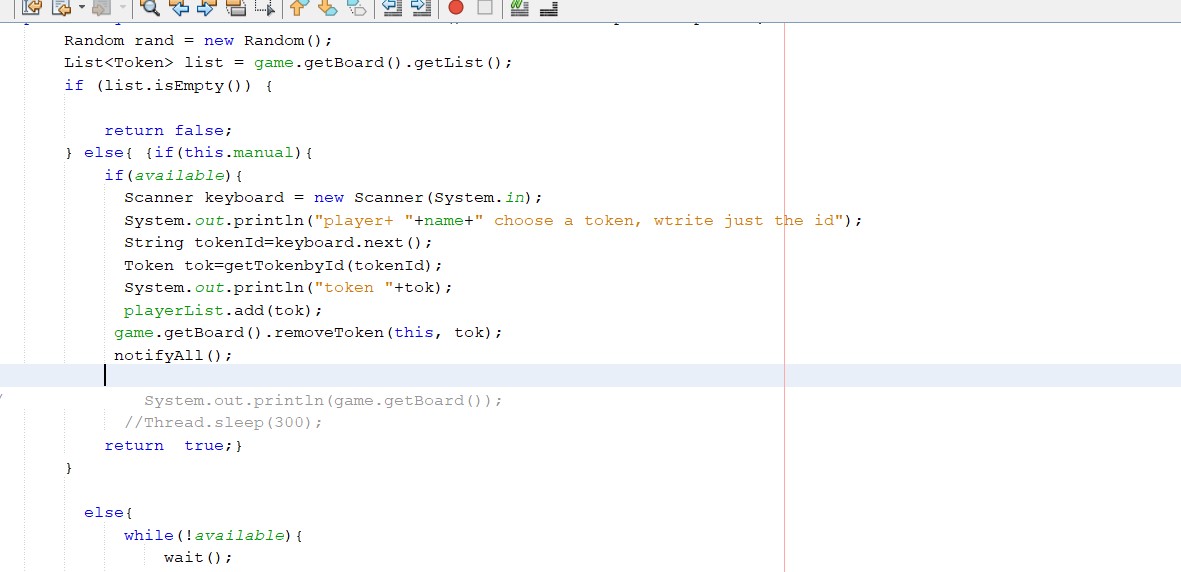 Random rand = new Random();
List<Token> list = game.getBoard().getList();
if (list.isEmpty()) {
return false;
} else{ {if(this.manual){
if(available){
Scanner keyboard = new Scanner(System.in);
System.out.println("player+ "+name+" choose a token, wtrite just the id");
String tokenId=keyboard.next();
Token tok=getTokenbyId(tokenId);
System.out.println("token "+tok);
playerList.add(tok);
game.getBoard().removeToken(this, tok);
notifyAll();
System.out.println(game.getBoard());
//Thread.sleep(300);
return  true;}
}
else{
while(!available){
wait();